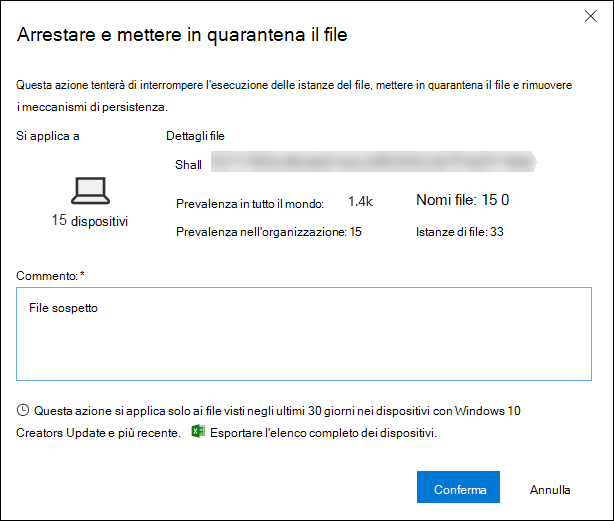 Arrestare e mettere in quarantena il file
Questa azione tenterà di interrompere l'esecuzione delle istanze del file, mettere in quarantena il file e rimuovere
i meccanismi di persistenza.
Si applica a
Dettagli file
Shall
15 dispositivi
Prevalenza in tutto il mondo: 1.4k
Nomi file: 15 0
Prevalenza nell'organizzazione: 15
Istanze di file: 33
Commento: *
File sospetto
Questa azione si applica solo ai file visti negli ultimi 30 giorni nei dispositivi con Windows 10
Creators Update e più recente. Esportare l'elenco completo dei dispositivi.
Conferma
Annulla